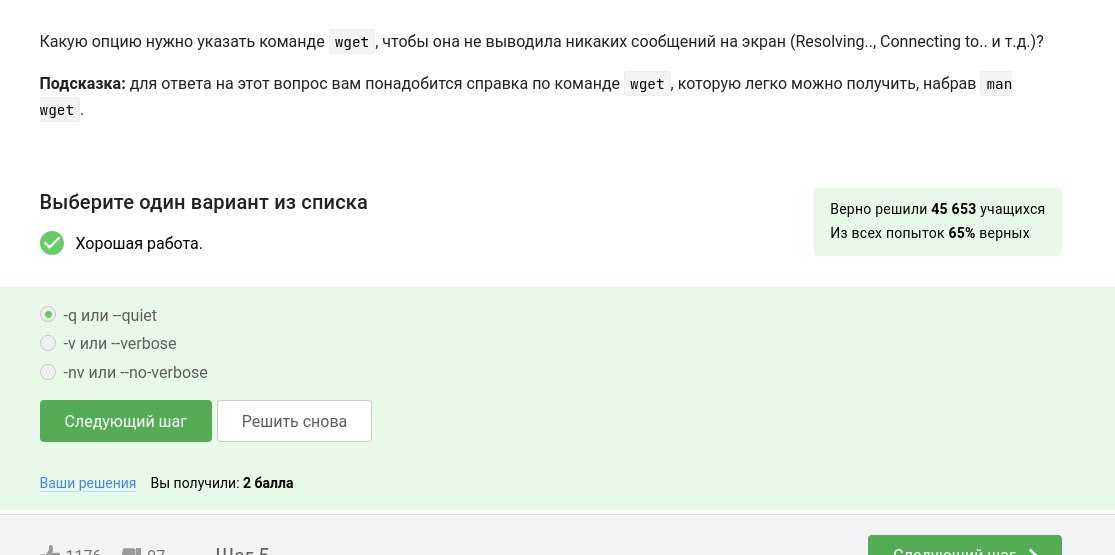 Какую опцию нужно указать команде wget, чтобы она не выводила никаких сообщений на экран (Resolving.., Connecting to.. и т.д.)?
Подсказка: для ответа на этот вопрос вам понадобится справка по команде wget, которую легко можно получить, набрав man
wget.
Выберите один вариант из списка
Хорошая работа.
Верно решили 45 653 учащихся
Из всех попыток 65% верных
-q или --quiet
-v или --verbose
-nv или --no-verbose
Следующий шаг Решить снова
Ваши решения Вы получили: 2 балла
1176 97 Шаг 5 Следующий шаг